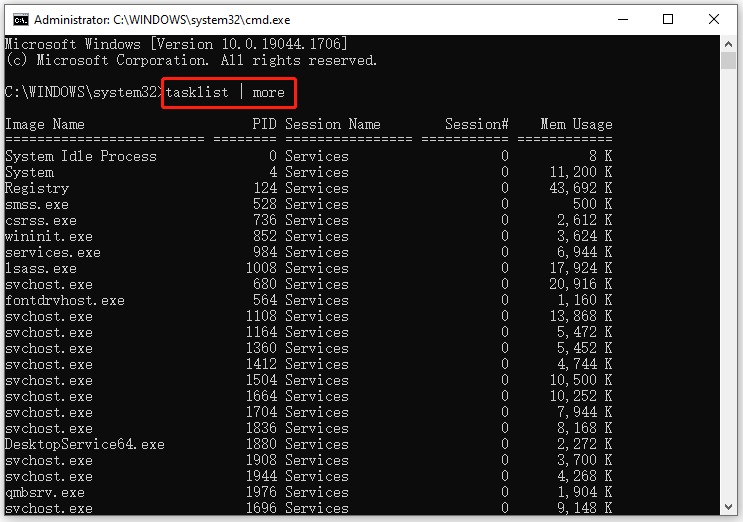 Administrator: C:\WINDOWS\system32\cmd.exe
Microsoft Windows [Version 10.0.19044.1706]
(c) Microsoft Corporation. All rights reserved.
C:\WINDOWS\system32>tasklist | more
Image Name                     PID Session Name        Session#    Mem Usage
========================= ======== ================ =========== ============
System Idle Process              0 Services                   0          8 K
System                           4 Services                   0     11,200 K
Registry                       124 Services                   0     43,692 K
smss.exe                       528 Services                   0        500 K
csrss.exe                      736 Services                   0      2,612 K
wininit.exe                    852 Services                   0      3,624 K
services.exe                   984 Services                   0      6,944 K
lsass.exe                     1008 Services                   0     17,924 K
svchost.exe                    680 Services                   0     20,916 K
fontdrvhost.exe                564 Services                   0      1,160 K
svchost.exe                   1108 Services                   0     13,868 K
svchost.exe                   1164 Services                   0      5,472 K
svchost.exe                   1360 Services                   0      5,452 K
svchost.exe                   1412 Services                   0      4,744 K
svchost.exe                   1504 Services                   0     10,500 K
svchost.exe                   1664 Services                   0     10,252 K
svchost.exe                   1704 Services                   0      7,944 K
svchost.exe                   1836 Services                   0      8,168 K
DesktopService64.exe          1880 Services                   0      2,272 K
svchost.exe                   1908 Services                   0      3,700 K
svchost.exe                   1944 Services                   0      4,268 K
qmbsrv.exe                    1976 Services                   0      1,904 K
svchost.exe                   1696 Services                   0      9,148 K